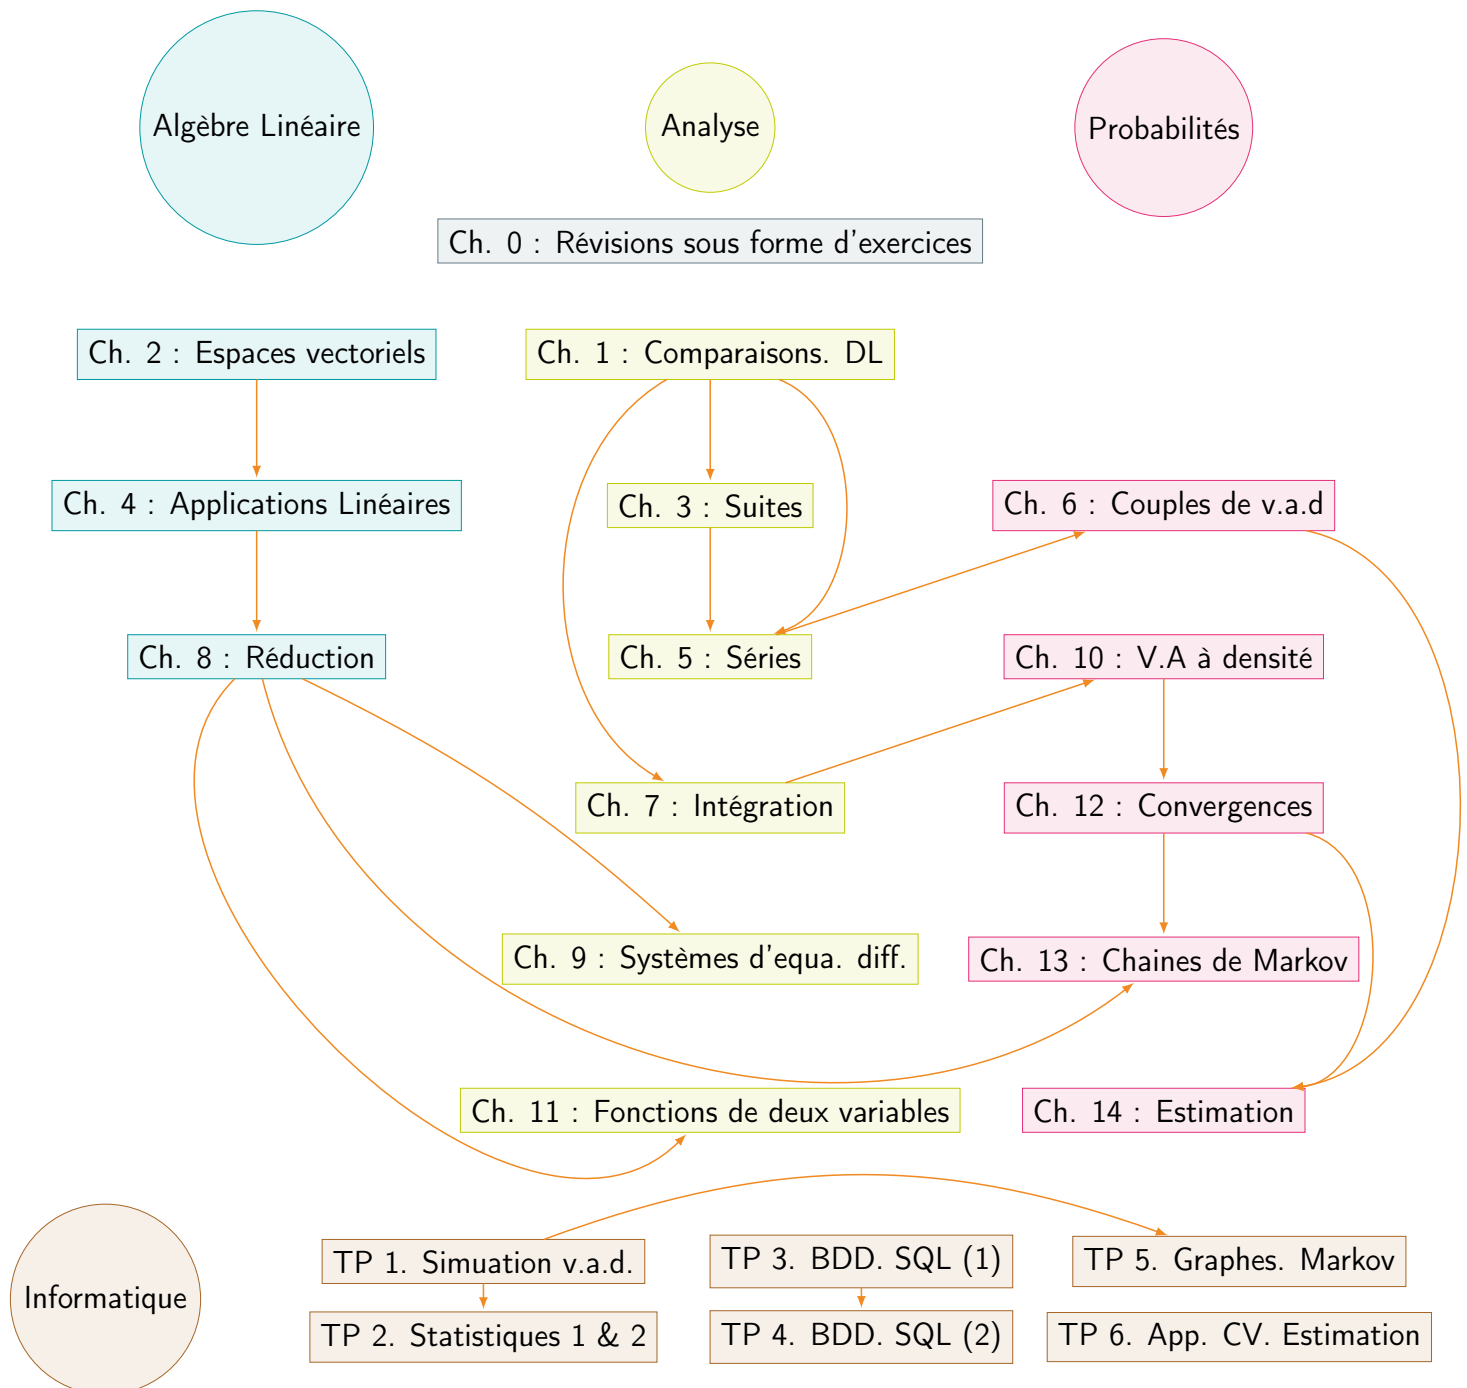 Algèbre Linéaire
Analyse
Probabilités
Ch. 0 : Révisions sous forme d'exercices
Ch. 2 : Espaces vectoriels
Ch. 1 : Comparaisons. DL
Ch. 4 : Applications Linéaires
Ch. 3 : Suites
Ch. 6 : Couples de v.a.d
Ch. 8 : Réduction
Ch. 5 : Séries
Ch. 10 : V.A à densité
Ch. 7 : Intégration
Ch. 12 : Convergences
Ch. 9 : Systèmes d'equa. diff.
Ch. 13 : Chaines de Markov
Ch. 11 : Fonctions de deux variables
Ch. 14 : Estimation
Informatique
TP 1. Simuation v.a.d.
TP 3. BDD. SQL (1)
TP 5. Graphes. Markov
TP 2. Statistiques 1 & 2
TP 4. BDD. SQL (2)
TP 6. App. CV. Estimation